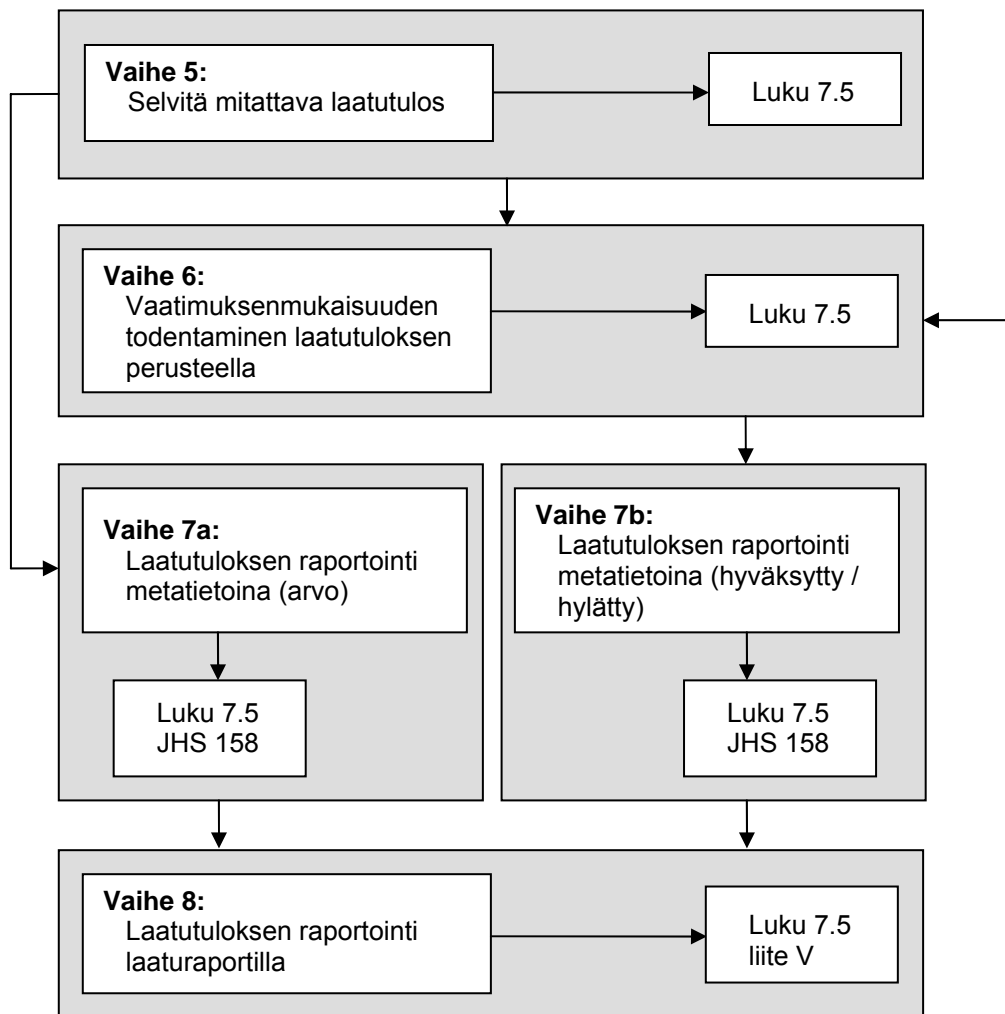 Vaihe 5:
Selvitä mitattava laatutulos
Luku 7.5
Vaihe 6:
Vaatimuksenmukaisuuden
todentaminen laatutuloksen
perusteella
Luku 7.5
Vaihe 7a:
Laatutuloksen raportointi
metatietoina (arvo)
Luku 7.5
JHS 158
Vaihe 7b:
Laatutuloksen raportointi
metatietoina (hyväksytty /
hylätty)
Luku 7.5
JHS 158
Vaihe 8:
Laatutuloksen raportointi
laaturaportilla
Luku 7.5
liite V